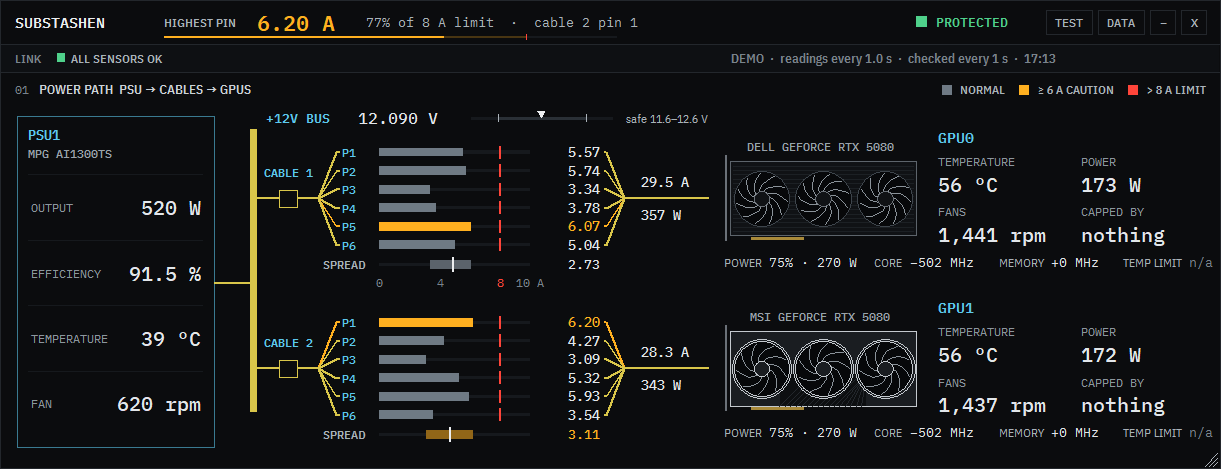 SUBSTASHEN HIGHEST PIN 6.20 A 77% of 8 A limit · cable 2 pin 1 PROTECTED TEST DATA – X
LINK ALL SENSORS OK DEMO · readings every 1.0 s · checked every 1 s · 17:13
01 POWER PATH PSU → CABLES → GPUS NORMAL ≥ 6 A CAUTION > 8 A LIMIT
PSU1
MPG AI1300TS
OUTPUT 520 W
EFFICIENCY 91.5 %
TEMPERATURE 39 °C
FAN 620 rpm
+12V BUS 12.090 V safe 11.6–12.6 V
CABLE 1
P1 5.57
P2 5.74
P3 3.34
P4 3.78
P5 6.07
P6 5.04
SPREAD 2.73
0 4 8 10 A
29.5 A
357 W
DELL GEFORCE RTX 5080
GPU0
TEMPERATURE POWER
56 °C 173 W
FANS CAPPED BY
1,441 rpm nothing
POWER 75% · 270 W CORE −502 MHz MEMORY +0 MHz TEMP LIMIT n/a
CABLE 2
P1 6.20
P2 4.27
P3 3.09
P4 5.32
P5 5.93
P6 3.54
SPREAD 3.11
28.3 A
343 W
MSI GEFORCE RTX 5080
GPU1
TEMPERATURE POWER
56 °C 172 W
FANS CAPPED BY
1,437 rpm nothing
POWER 75% · 270 W CORE −502 MHz MEMORY +0 MHz TEMP LIMIT n/a